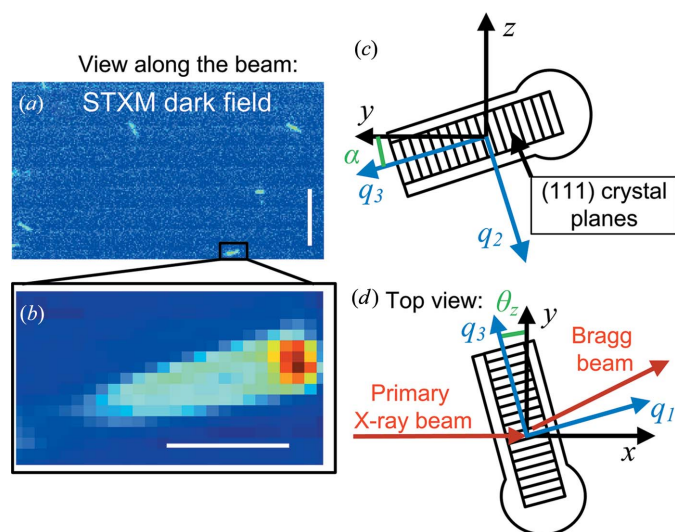 View along the beam:
(a) STXM dark field
(b)
(c)
z
y
α
q3
q2
(111) crystal
planes
(d) Top view:
θz
y
q3
Bragg
beam
Primary
X-ray beam
q1
x